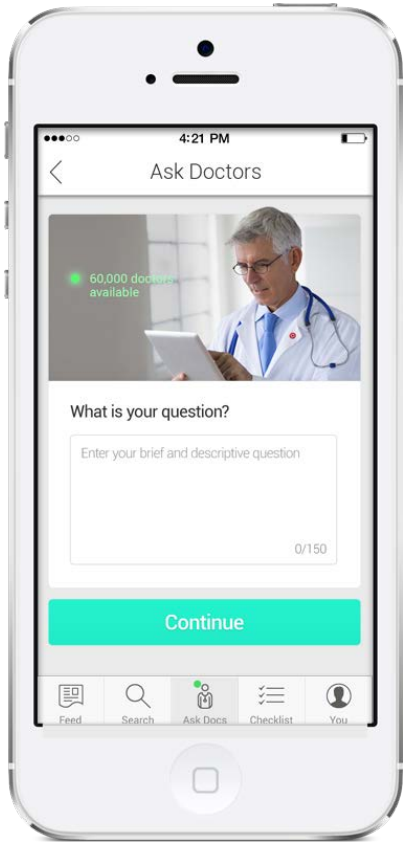 4:21 PM
Ask Doctors
60,000 doctors
available
What is your question?
Enter your brief and descriptive question
0/150
Continue
Feed
Search
Ask Docs
Checklist
You